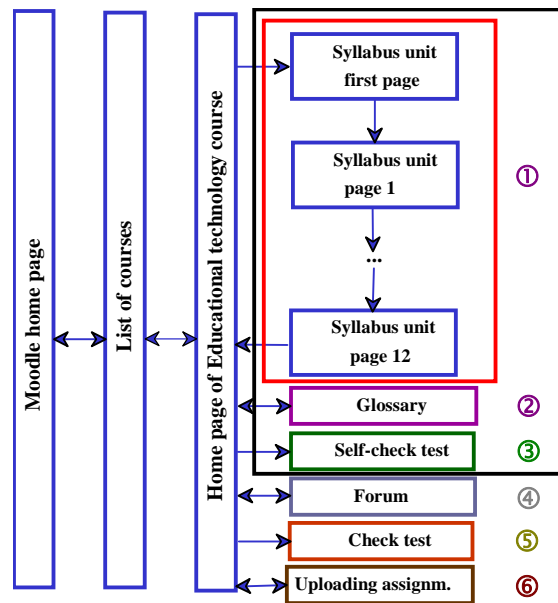 Moodle home page
List of courses
Home page of Educational technology course
Syllabus unit
first page
Syllabus unit
page 1
...
Syllabus unit
page 12
①
Glossary
②
Self-check test
③
Forum
④
Check test
⑤
Uploading assignm.
⑥